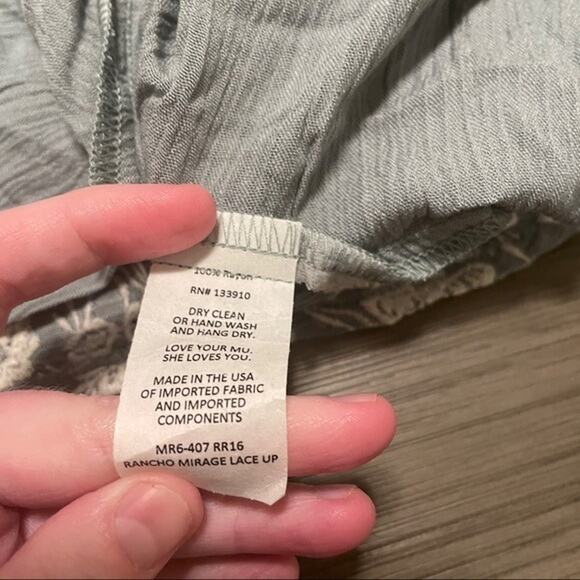 100% Rayon
RN# 133910
DRY CLEAN
OR HAND WASH
AND HANG DRY.
LOVE YOUR MU.
SHE LOVES YOU.
MADE IN THE USA
OF IMPORTED FABRIC
AND IMPORTED
COMPONENTS
MR6-407 RR16
RANCHO MIRAGE LACE UP